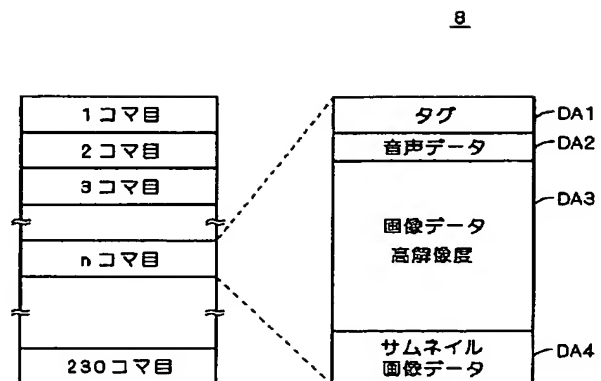 8
1コマ目
2コマ目
3コマ目
nコマ目
230コマ目
タグ
DA1
音声データ
DA2
画像データ
高解像度
DA3
サムネイル
画像データ
DA4